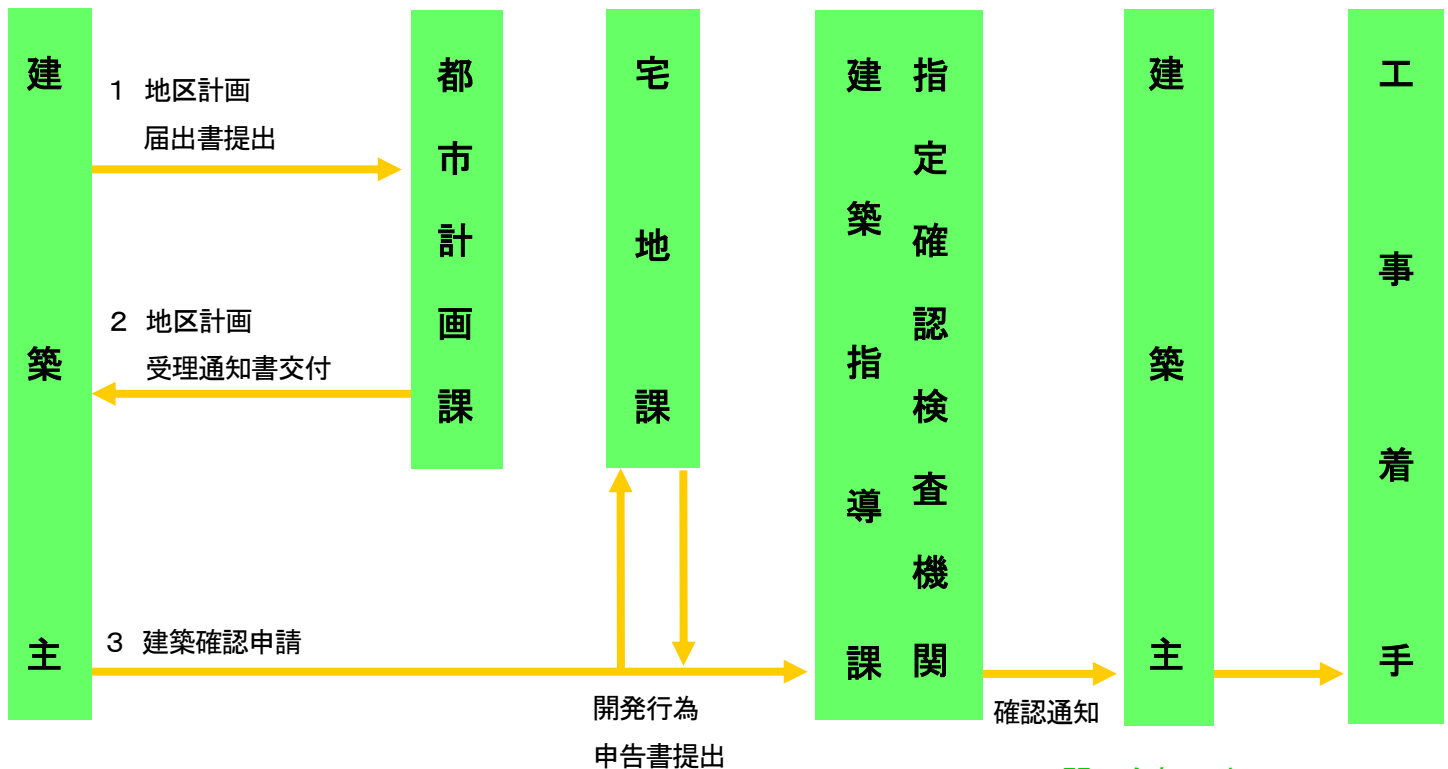 建築主
1 地区計画
届出書提出
2 地区計画
受理通知書交付
3 建築確認申請
都市計画課
宅地課
開発行為
申告書提出
指定確認検査機関
建築指導課
確認通知
建築主
工事着手